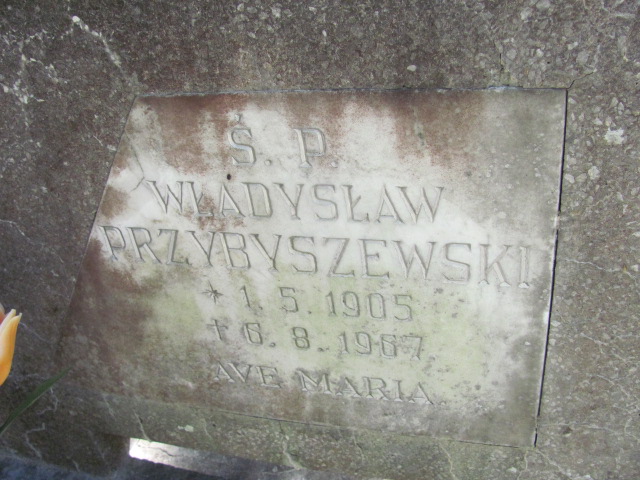 Ś. P.
WŁADYSŁAW
PRZYBYSZEWSKI
* 1. 5. 1905
† 6. 8. 1967
AVE MARIA